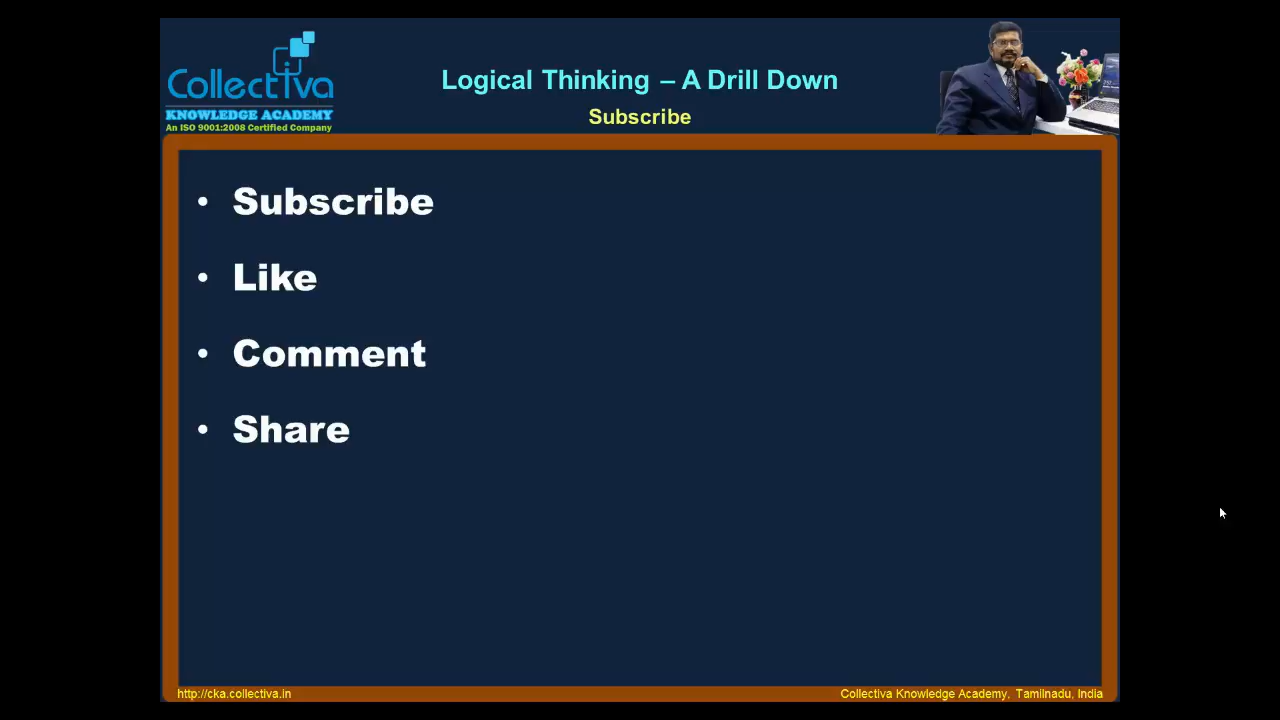 Collectiva
KNOWLEDGE ACADEMY
An ISO 9001:2008 Certified Company
Logical Thinking – A Drill Down
Subscribe
• Subscribe
• Like
• Comment
• Share
http://cka.collectiva.in
Collectiva Knowledge Academy, Tamilnadu, India